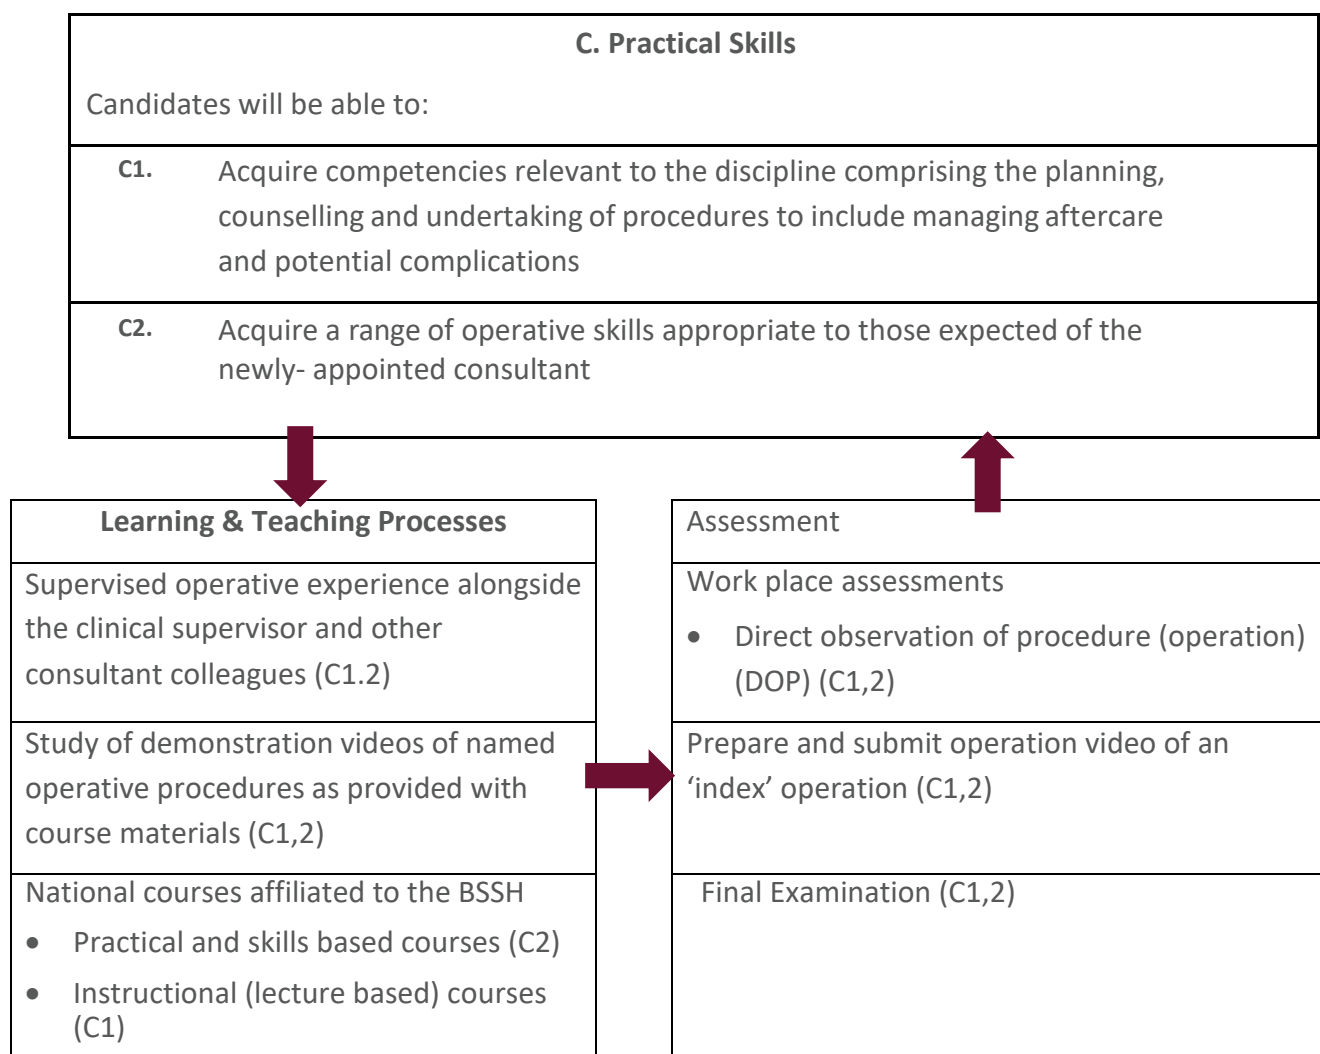 C. Practical Skills
Candidates will be able to:
C1. Acquire competencies relevant to the discipline comprising the planning,
counselling and undertaking of procedures to include managing aftercare
and potential complications
C2. Acquire a range of operative skills appropriate to those expected of the
newly- appointed consultant
Learning & Teaching Processes
Supervised operative experience alongside
the clinical supervisor and other
consultant colleagues (C1.2)
Study of demonstration videos of named
operative procedures as provided with
course materials (C1,2)
National courses affiliated to the BSSH
• Practical and skills based courses (C2)
• Instructional (lecture based) courses
(C1)
Assessment
Work place assessments
• Direct observation of procedure (operation)
(DOP) (C1,2)
Prepare and submit operation video of an
‘index’ operation (C1,2)
Final Examination (C1,2)